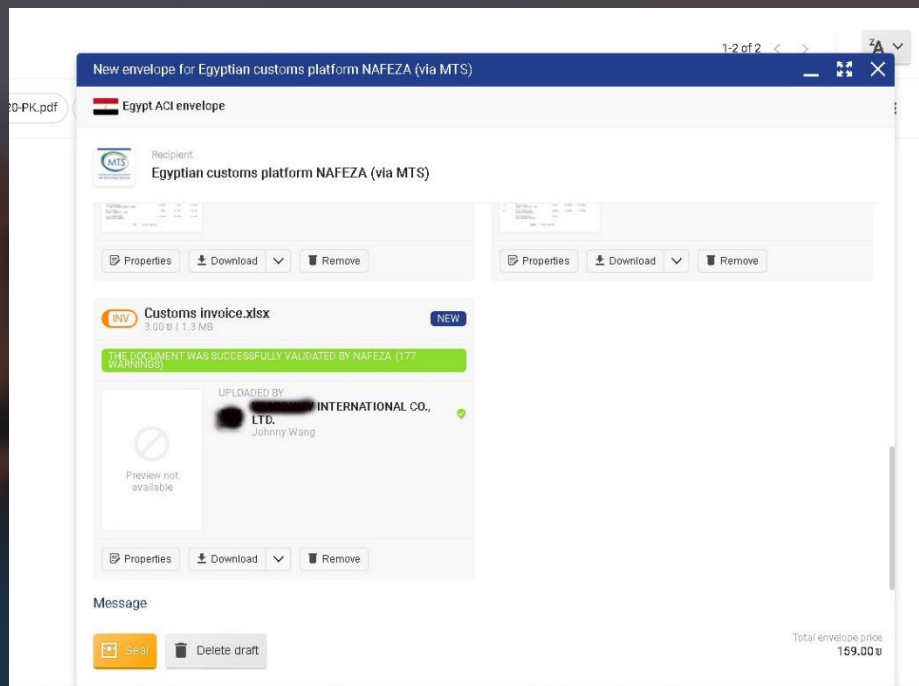 1-2 of 2
New envelope for Egyptian customs platform NAFEZA (via MTS)
20-PK.pdf
Egypt ACI envelope
MTS
Recipient
Egyptian customs platform NAFEZA (via MTS)
Properties
Download
Remove
Properties
Download
Remove
INV
Customs invoice.xlsx
3.00 | 1.3 MB
NEW
THE DOCUMENT WAS SUCCESSFULLY VALIDATED BY NAFEZA (177
WARNINGS)
Preview not
available
UPLOADED BY
INTERNATIONAL CO.,
LTD.
Johnny Wang
Properties
Download
Remove
Message
Seal
Delete draft
Total envelope price
159.00